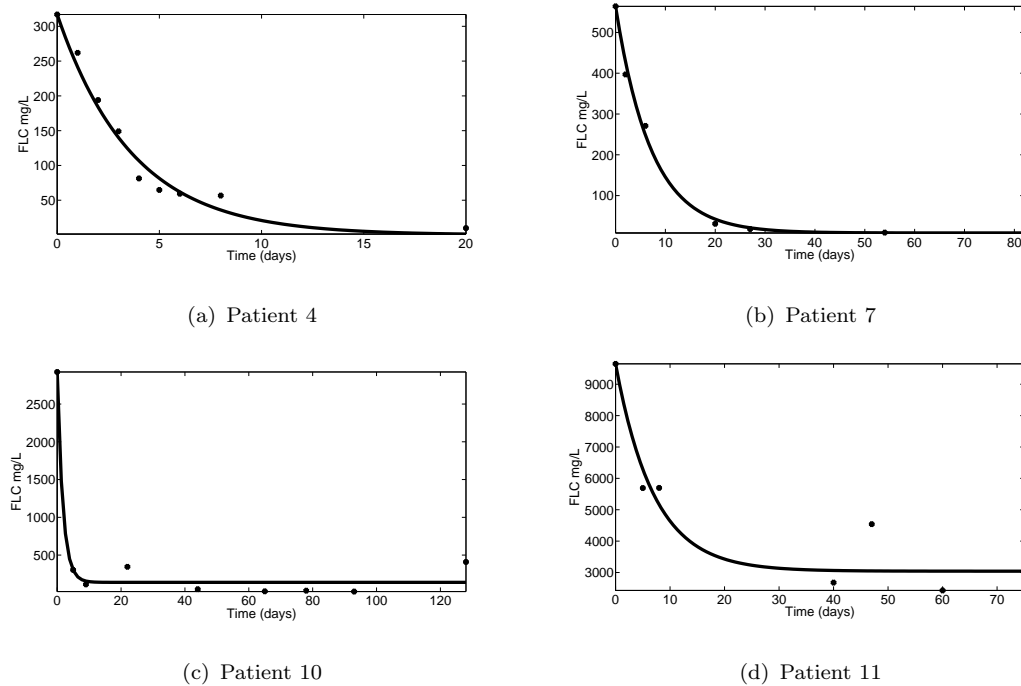 300
250
200
150
100
50
FLC mg/L
0 5 10 15 20
Time (days)
(a) Patient 4
500
400
300
200
100
FLC mg/L
0 10 20 30 40 50 60 70 80
Time (days)
(b) Patient 7
2500
2000
1500
1000
500
FLC mg/L
0 20 40 60 80 100 120
Time (days)
(c) Patient 10
9000
8000
7000
6000
5000
4000
3000
FLC mg/L
0 10 20 30 40 50 60 70
Time (days)
(d) Patient 11